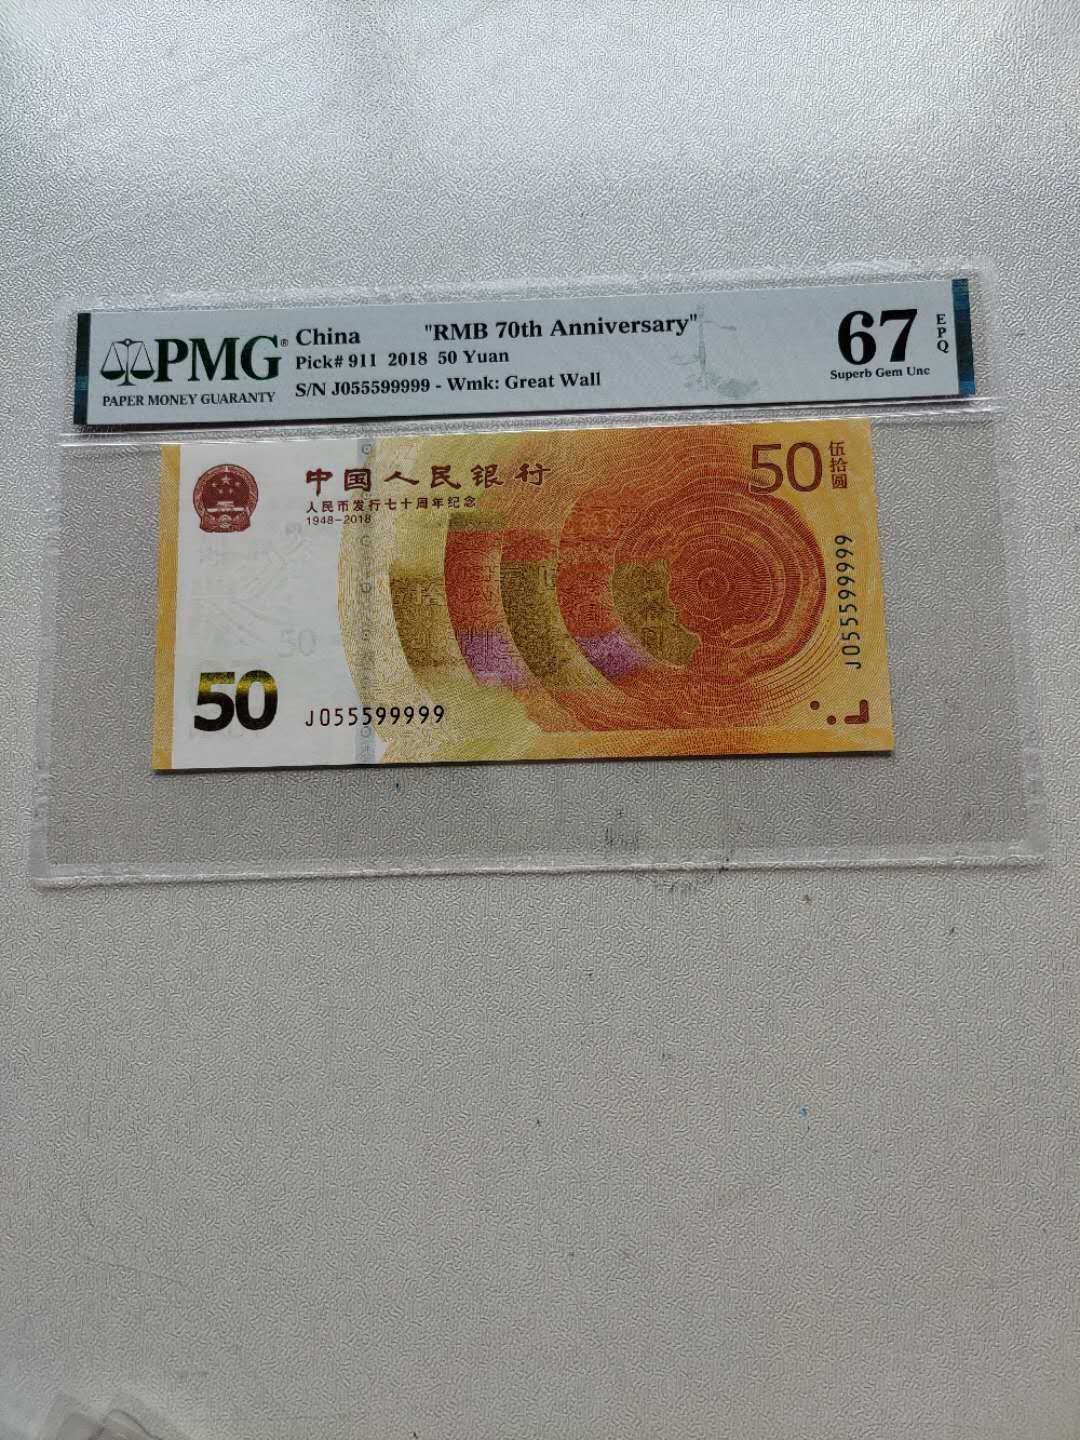 PMG®
PAPER MONEY GUARANTY
China "RMB 70th Anniversary"
Pick# 911 2018 50 Yuan
S/N J055599999 - Wmk: Great Wall
67 EPQ
Superb Gem Unc
中国人民银行
人民币发行七十周年纪念
1948-2018
50 伍拾圆
J055599999
50
50
J055599999